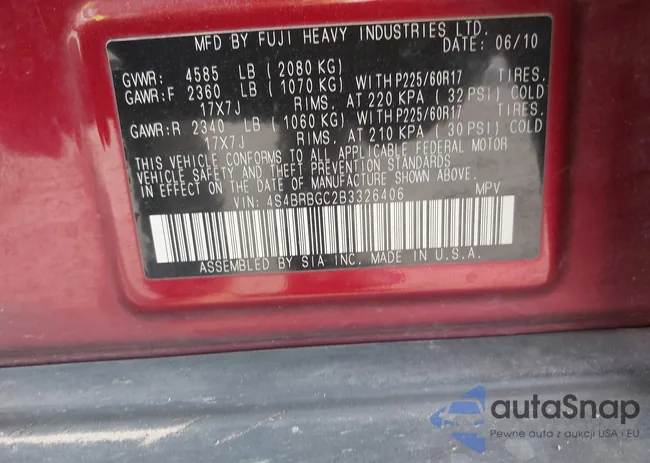 MFD BY FUJI HEAVY INDUSTRIES LTD.
DATE: 06/10
GVWR: 4585 LB (2080 KG)
GAWR:F 2360 LB (1070 KG) WITH P225/60R17 TIRES.
17X7J RIMS. AT 220 KPA (32 PSI) COLD
GAWR:R 2340 LB (1060 KG) WITH P225/60R17 TIRES.
17X7J RIMS. AT 210 KPA (30 PSI) COLD
THIS VEHICLE CONFORMS TO ALL APPLICABLE FEDERAL MOTOR
VEHICLE SAFETY AND THEFT PREVENTION STANDARDS
IN EFFECT ON THE DATE OF MANUFACTURE SHOWN ABOVE.
VIN: 4S4BRBGC2B3326406 MPV
ASSEMBLED BY SIA INC. MADE IN U.S.A.
autaSnap
Pewne auto z aukcji USA i EU